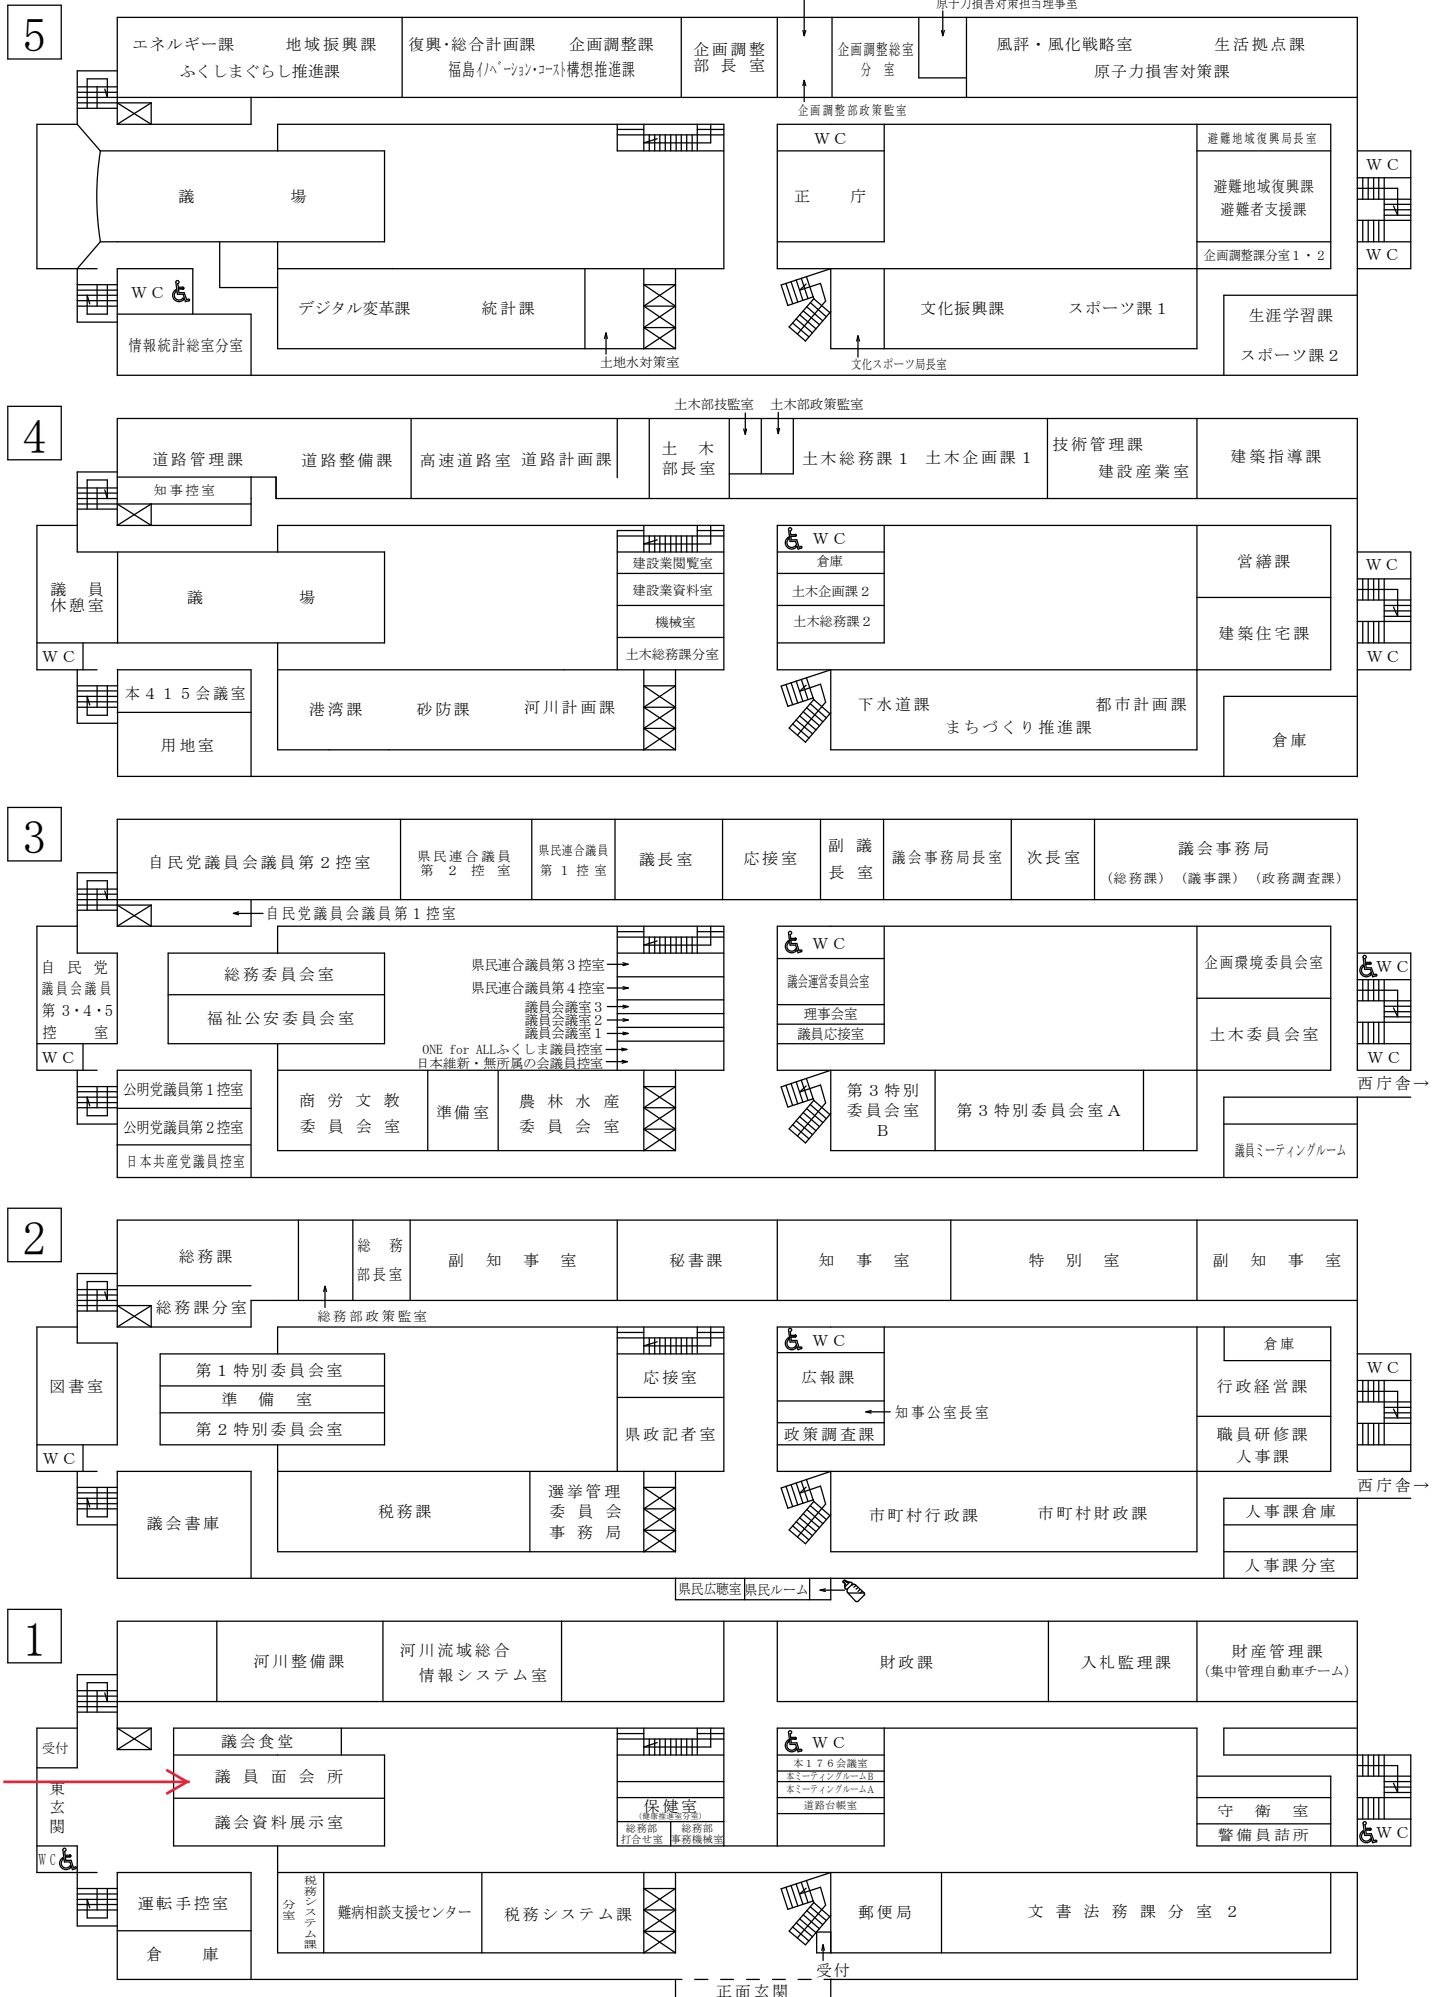 原子力損害対策担当理事室
5
エネルギー課 地域振興課
ふくしまぐらし推進課
復興・総合計画課 企画調整課
福島イノベーション・コースト構想推進課
企画調整
部長室
企画調整総室
分室
風評・風化戦略室 生活拠点課
原子力損害対策課
企画調整部政策監室
WC
避難地域復興局長室
WC
議場
正庁
避難地域復興課
避難者支援課
企画調整課分室1・2
WC
WC
デジタル変革課 統計課
文化振興課 スポーツ課1
生涯学習課
スポーツ課2
情報統計総室分室
土地水対策室
文化スポーツ局長室
4
土木部技監室 土木部政策監室
道路管理課 道路整備課
高速道路室 道路計画課
土木
部長室
土木総務課1 土木企画課1
技術管理課
建設産業室
建築指導課
知事控室
WC
建設業閲覧室
倉庫
営繕課
WC
議員
休憩室
議場
建設業資料室
土木企画課2
機械室
土木総務課2
建築住宅課
土木総務課分室
WC
WC
本415会議室
港湾課 砂防課 河川計画課
下水道課 都市計画課
まちづくり推進課
用地室
倉庫
3
自民党議員会議員第2控室
県民連合議員
第2控室
県民連合議員
第1控室
議長室
応接室
副議
長室
議会事務局長室
次長室
議会事務局
(総務課) (議事課) (政務調査課)
自民党議員会議員第1控室
WC
自民党
議員会議員
第3・4・5
控室
総務委員会室
福祉公安委員会室
県民連合議員第3控室
県民連合議員第4控室
議員会議室3
議員会議室2
議員会議室1
ONE for ALLふくしま議員控室
日本維新・無所属の会議員控室
議会運営委員会室
理事会室
議員応接室
企画環境委員会室
土木委員会室
WC
WC
WC
西庁舎→
公明党議員第1控室
公明党議員第2控室
日本共産党議員控室
商労文教
委員会室
準備室
農林水産
委員会室
第3特別
委員会室
B
第3特別委員会室A
議員ミーティングルーム
2
総務課
総務
部長室
副知事室
秘書課
知事室
特別室
副知事室
総務課分室
総務部政策監室
WC
倉庫
図書室
第1特別委員会室
準備室
第2特別委員会室
応接室
県政記者室
広報課
知事公室長室
政策調査課
行政経営課
職員研修課
人事課
WC
WC
西庁舎→
議会書庫
税務課
選挙管理
委員会
事務局
市町村行政課 市町村財政課
人事課倉庫
人事課分室
県民広聴室
県民ルーム
1
河川整備課
河川流域総合
情報システム室
財政課
入札監理課
財産管理課
(集中管理自動車チーム)
受付
東玄関
議会食堂
議員面会所
議会資料展示室
WC
本176会議室
本ミーティングルームB
本ミーティングルームA
道路台帳室
保健室
(健康推進室分室)
総務部
打合せ室
総務部
事務機械室
守衛室
警備員詰所
WC
WC
運転手控室
倉庫
税務システム課
分室
難病相談支援センター
税務システム課
郵便局
文書法務課分室2
受付
正面玄関